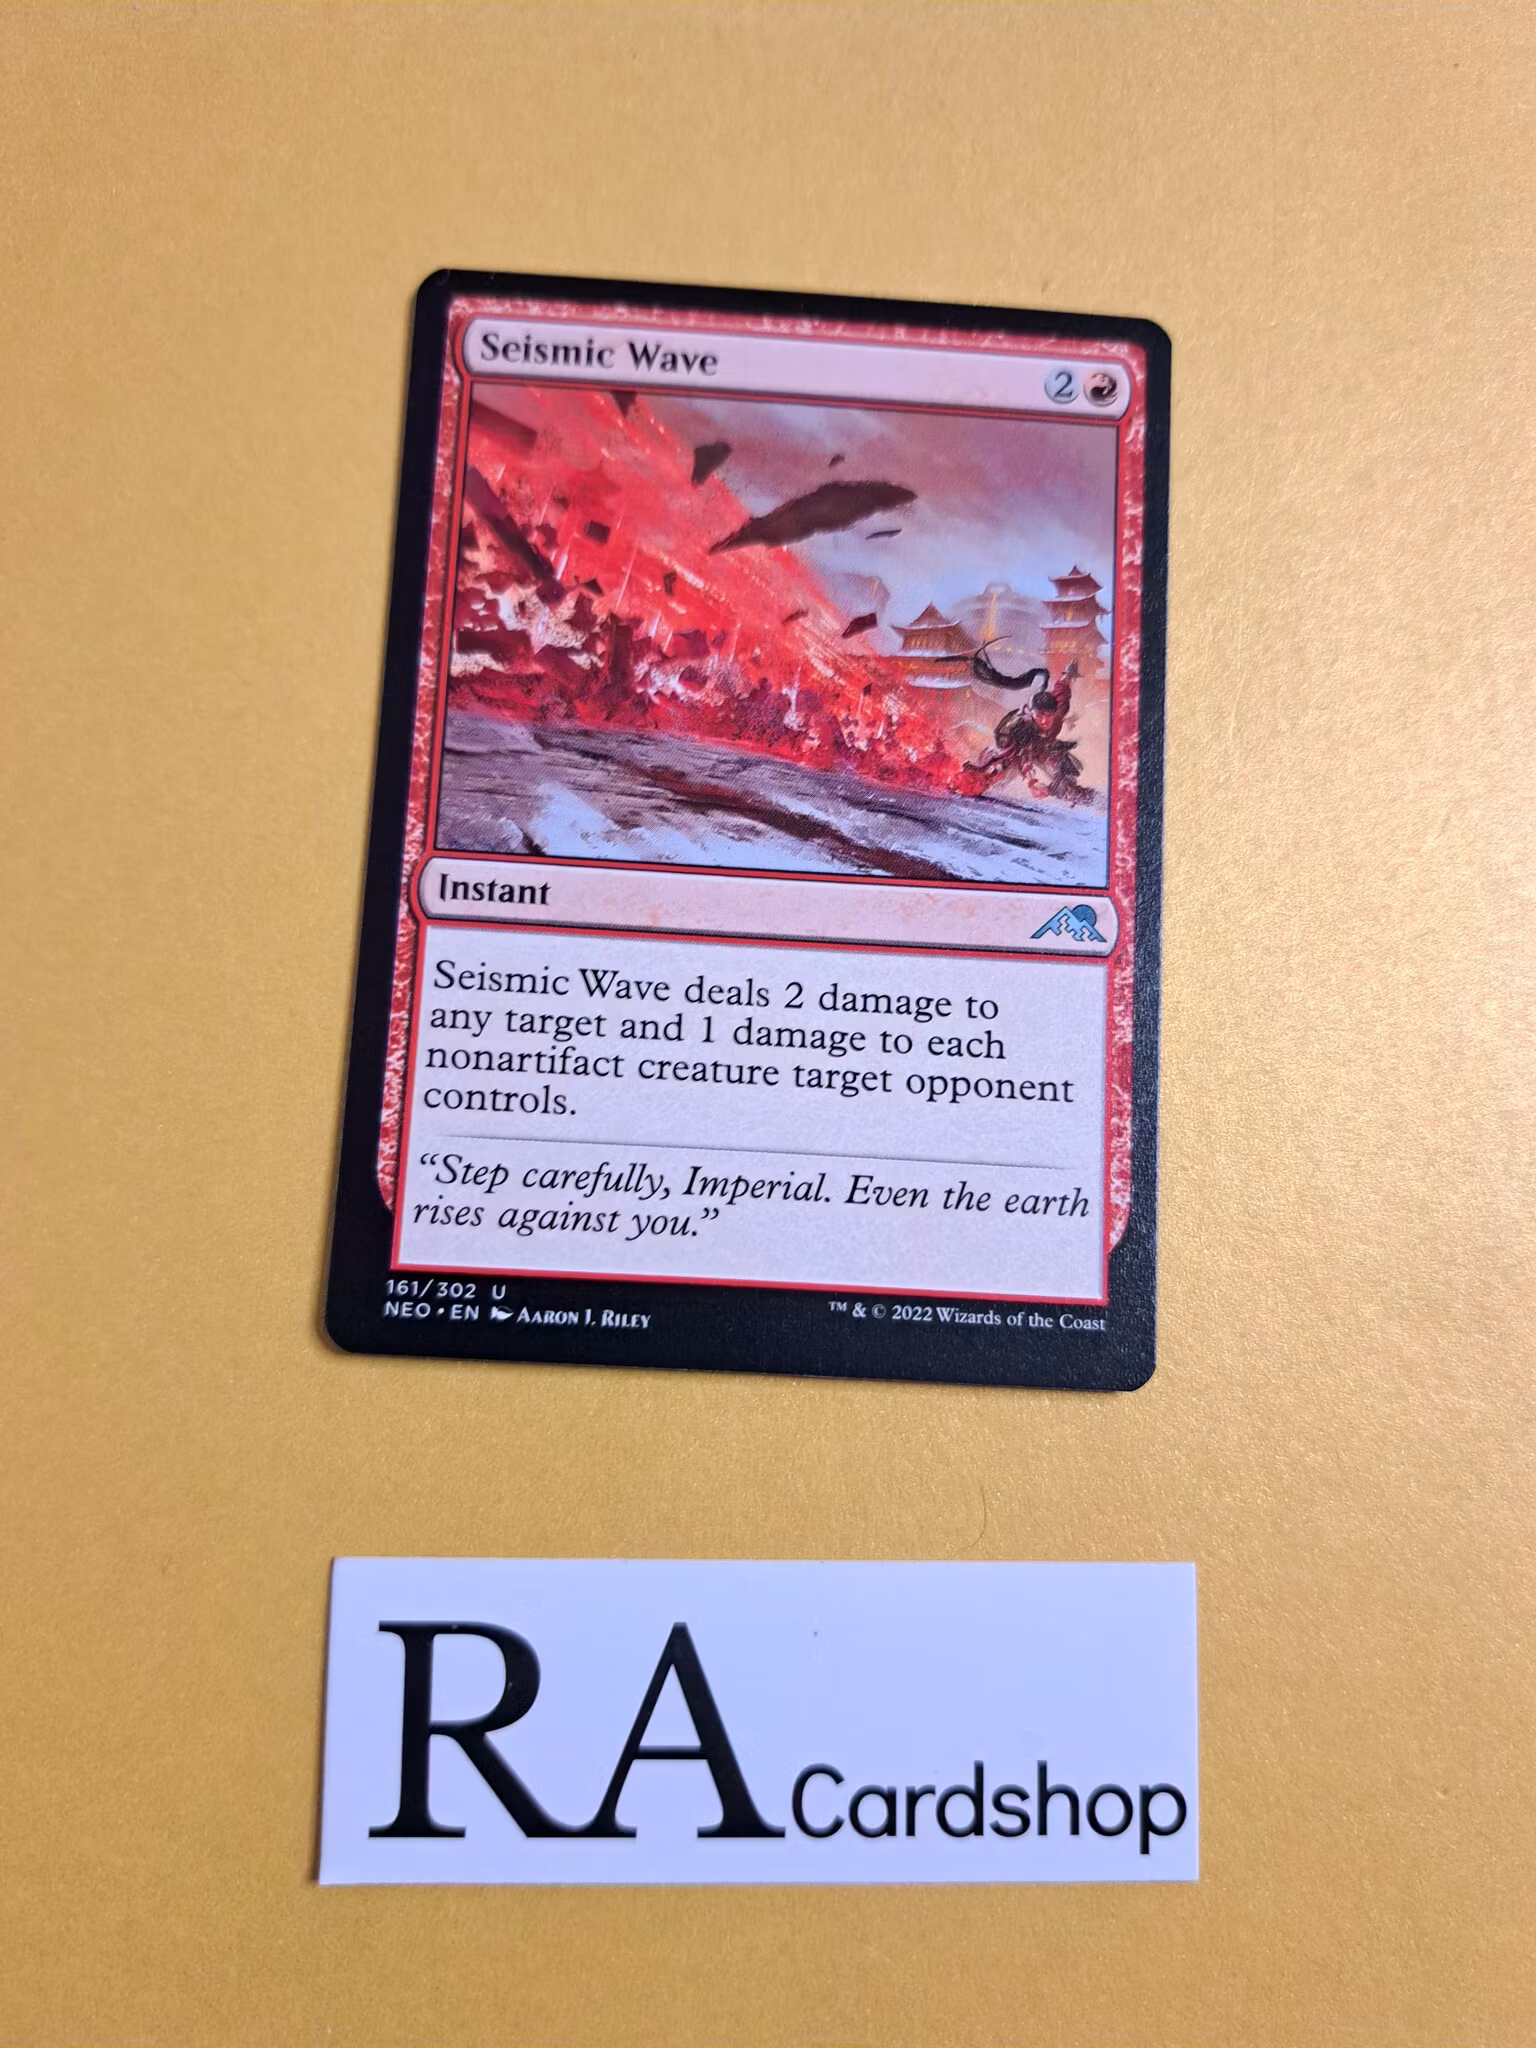 Seismic Wave
2
Instant
Seismic Wave deals 2 damage to
any target and 1 damage to each
nonartifact creature target opponent
controls.
“Step carefully, Imperial. Even the earth
rises against you.”
161/302 U
NEO • EN AARON J. RILEY
™ & © 2022 Wizards of the Coast
RA Cardshop